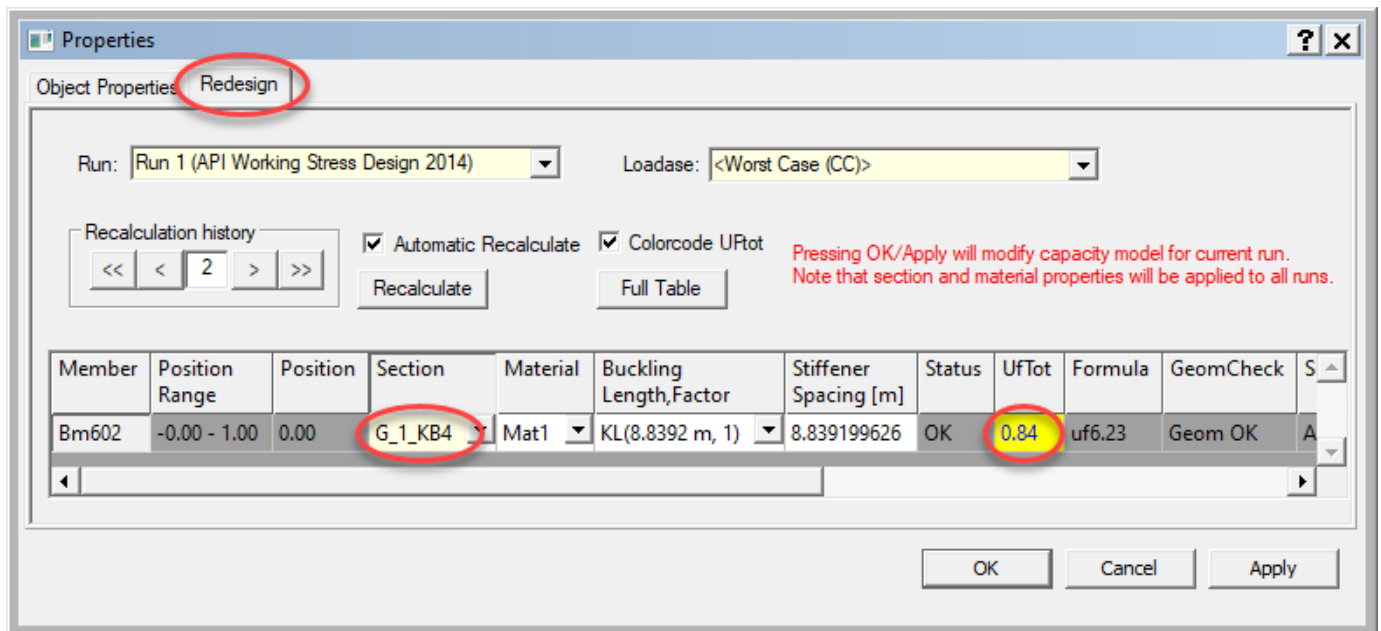 Properties
? X
Object Properties Redesign
Run: Run 1 (API Working Stress Design 2014) Loadase: <Worst Case (CC)>
Recalculation history
<< < 2 > >>
Automatic Recalculate Colorcode UFtot
Recalculate Full Table
Pressing OK/Apply will modify capacity model for current run.
Note that section and material properties will be applied to all runs.
Member Position Range Position Section Material Buckling Length,Factor Stiffener Spacing [m] Status UfTot Formula GeomCheck S
Bm602 -0.00 - 1.00 0.00 G_1_KB4 Mat1 KL(8.8392 m, 1) 8.839199626 OK 0.84 uf6.23 Geom OK A
OK Cancel Apply